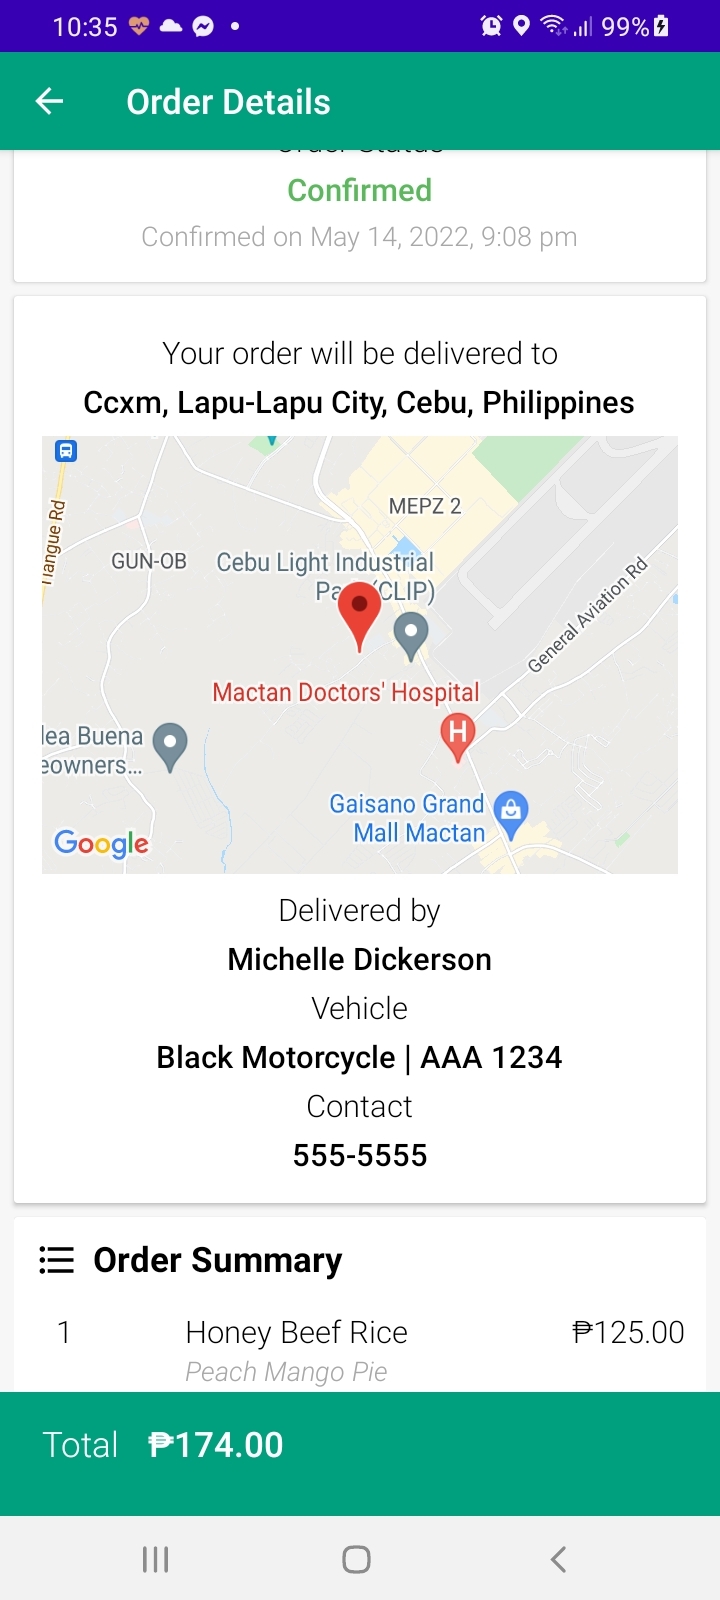 10:35 99%
Order Details
Order Status
Confirmed
Confirmed on May 14, 2022, 9:08 pm
Your order will be delivered to
Ccxm, Lapu-Lapu City, Cebu, Philippines
MEPZ 2
Tiangue Rd
GUN-OB
Cebu Light Industrial
Pa (CLIP)
General Aviation Rd
Mactan Doctors' Hospital
H
lea Buena
eowners...
Gaisano Grand
Mall Mactan
Google
Delivered by
Michelle Dickerson
Vehicle
Black Motorcycle | AAA 1234
Contact
555-5555
Order Summary
1 Honey Beef Rice ₱125.00
Peach Mango Pie
Total ₱174.00